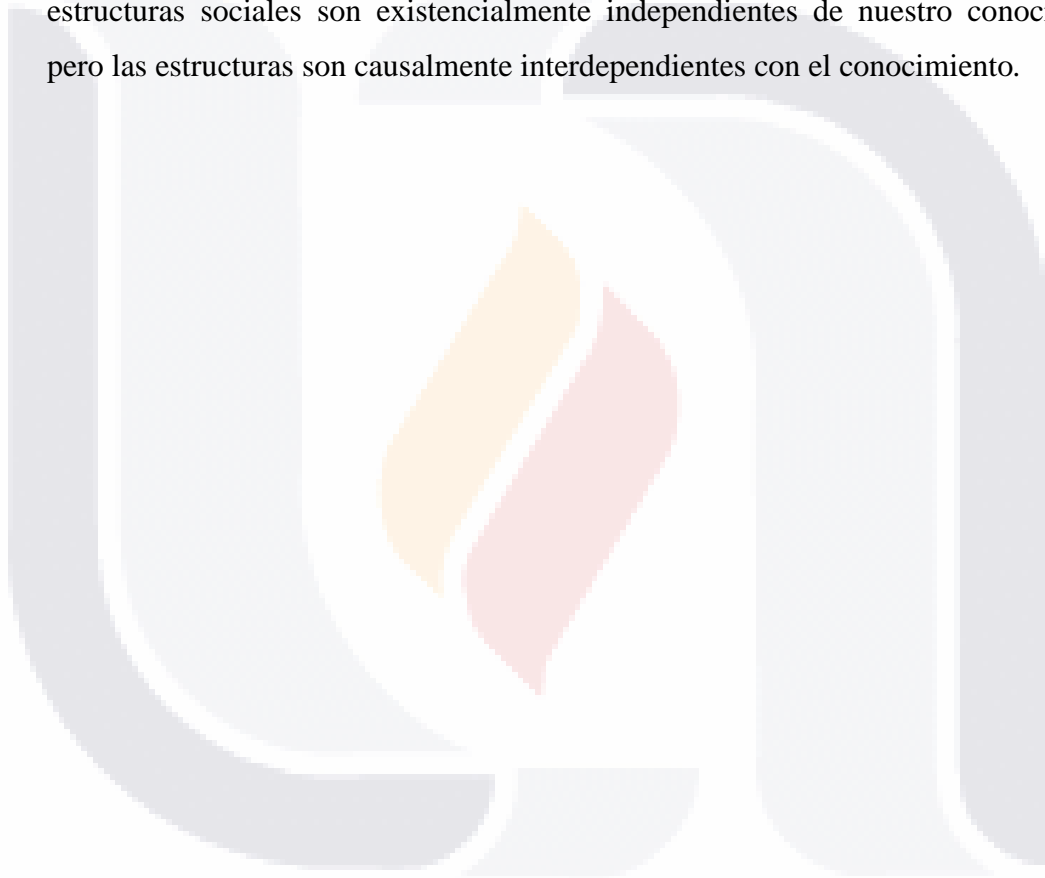 estructuras sociales son existencialmente independientes de nuestro
pero las estructuras son causalmente interdependientes con el conocimiento.